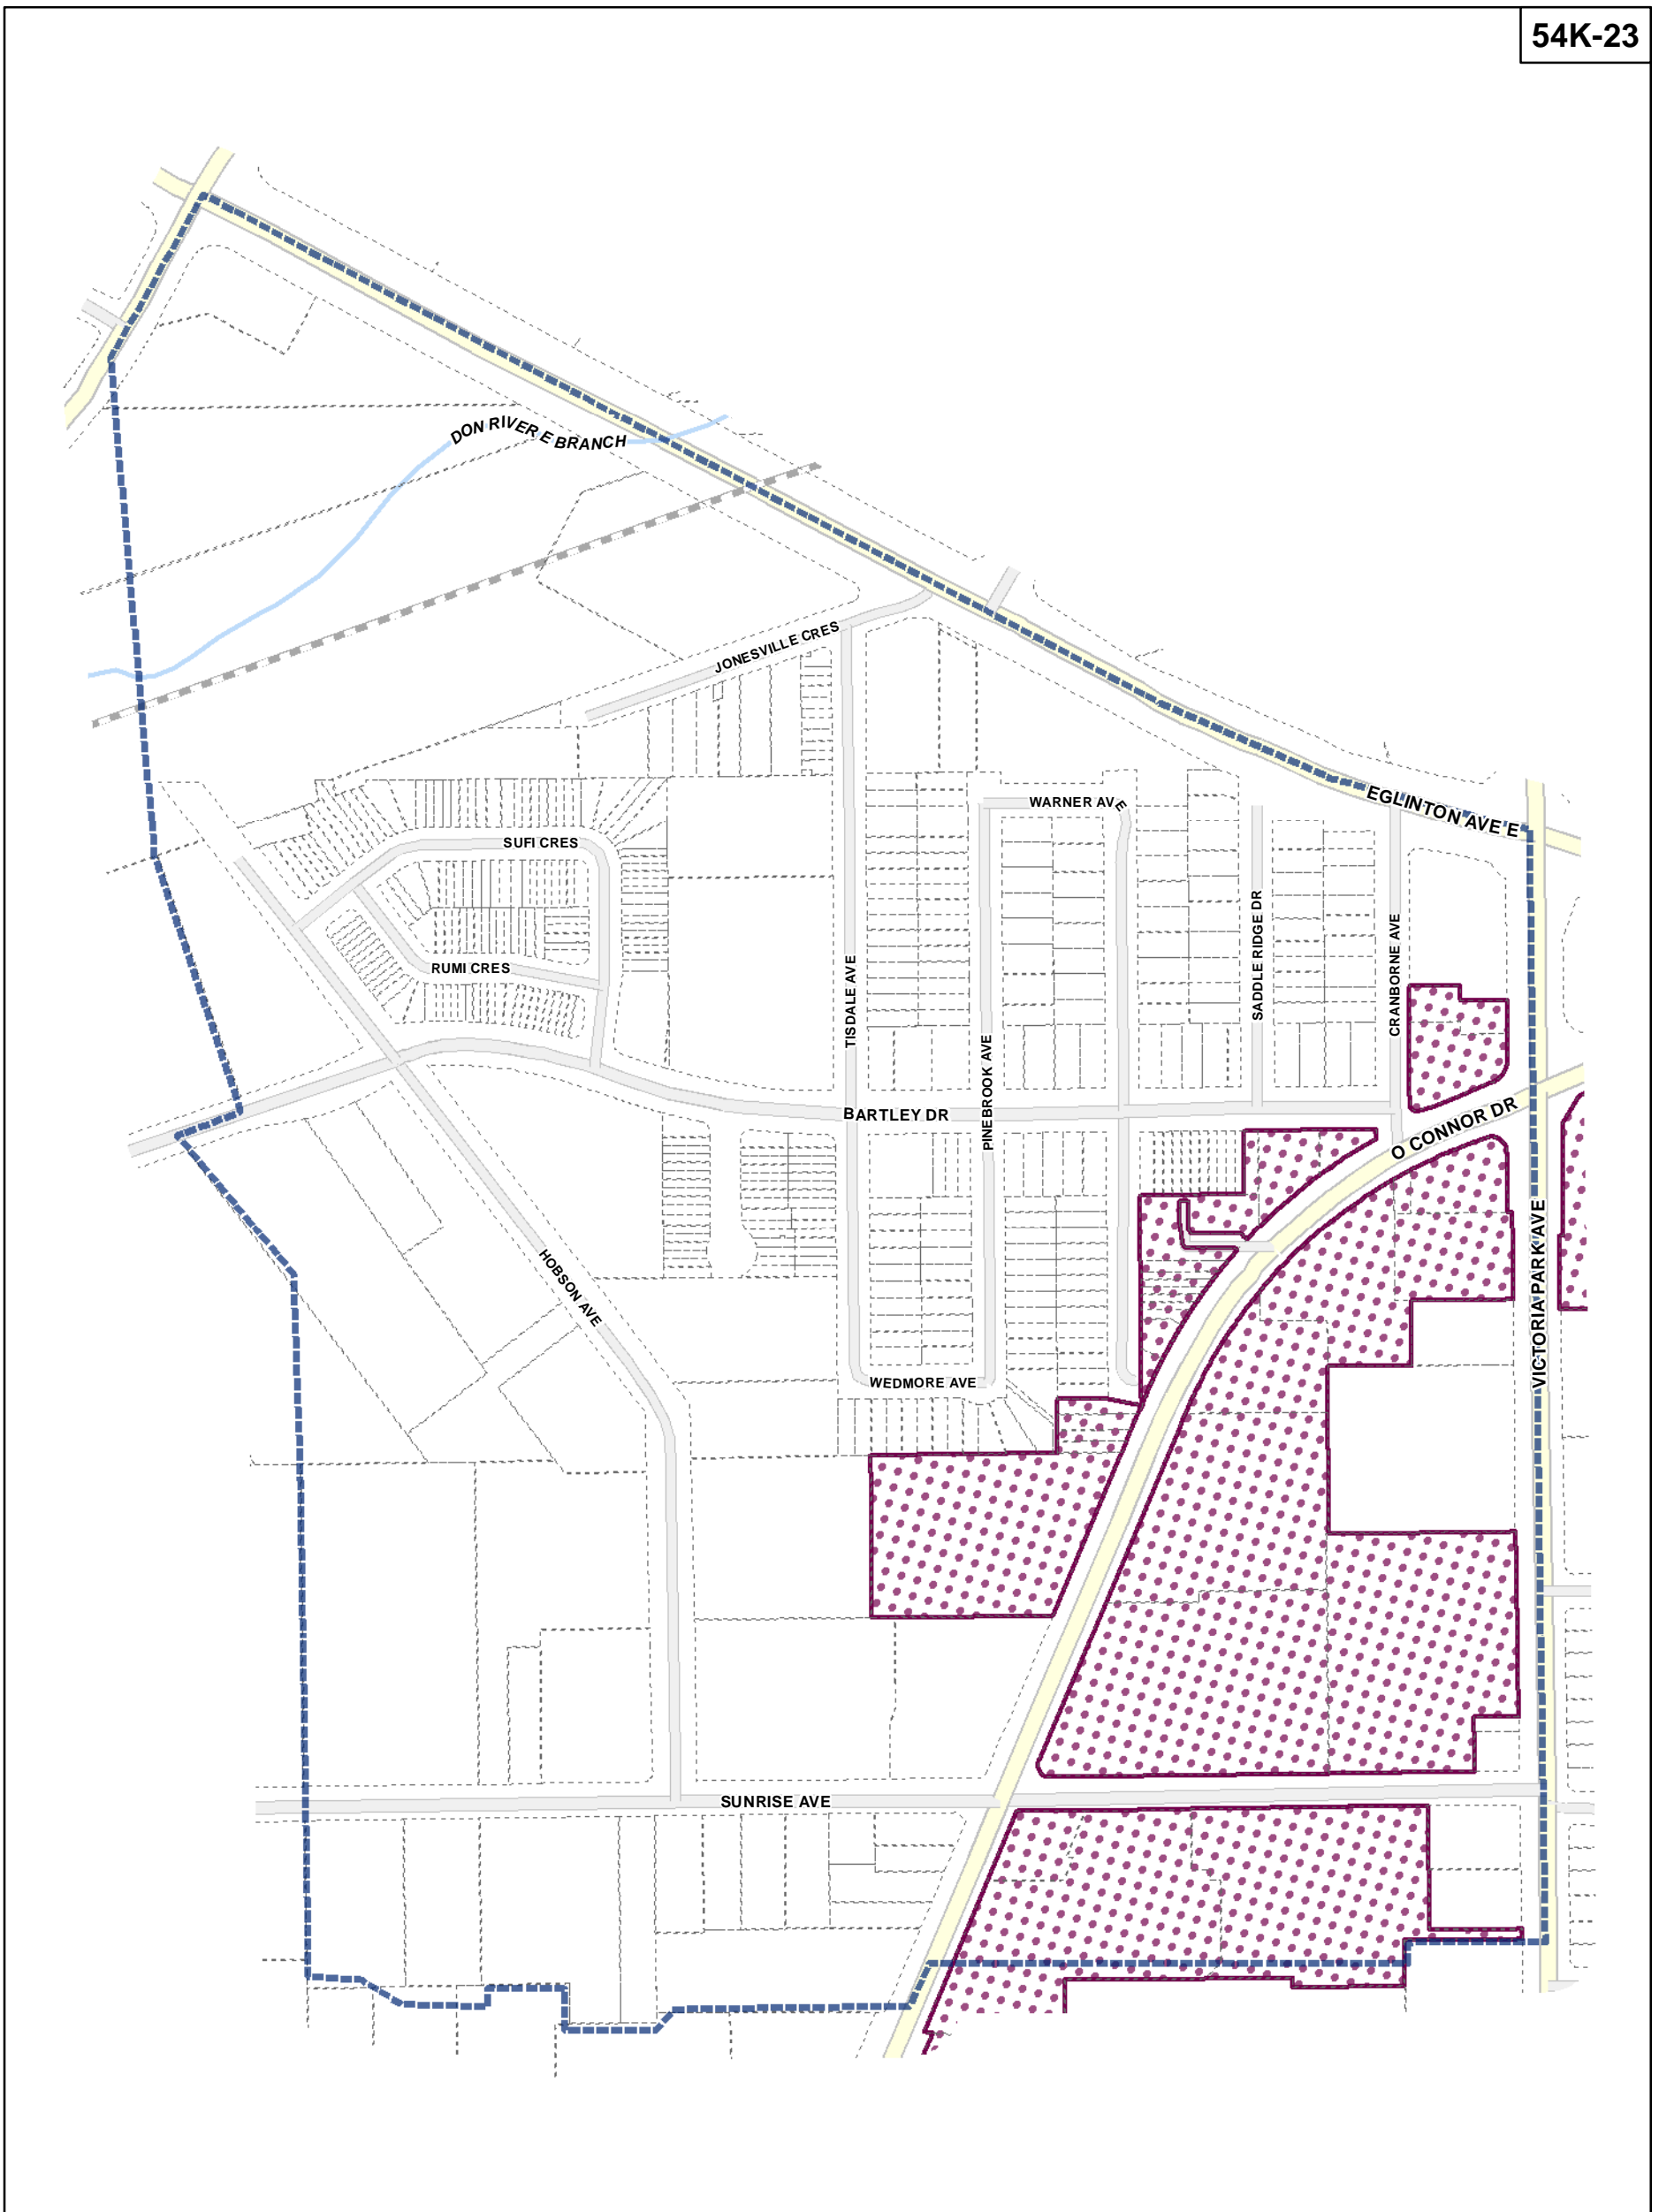 54K-23
DON RIVER E BRANCH
JONESVILLE CRES
WARNER AVE
EGLINTON AVE E
SUFI CRES
RUMI CRES
TISDALE AVE
PINEBROOK AVE
SADDLE RIDGE DR
CRANBORNE AVE
BARTLEY DR
O CONNOR DR
HOBSON AVE
VICTORIA PARK AVE
WEDMORE AVE
SUNRISE AVE